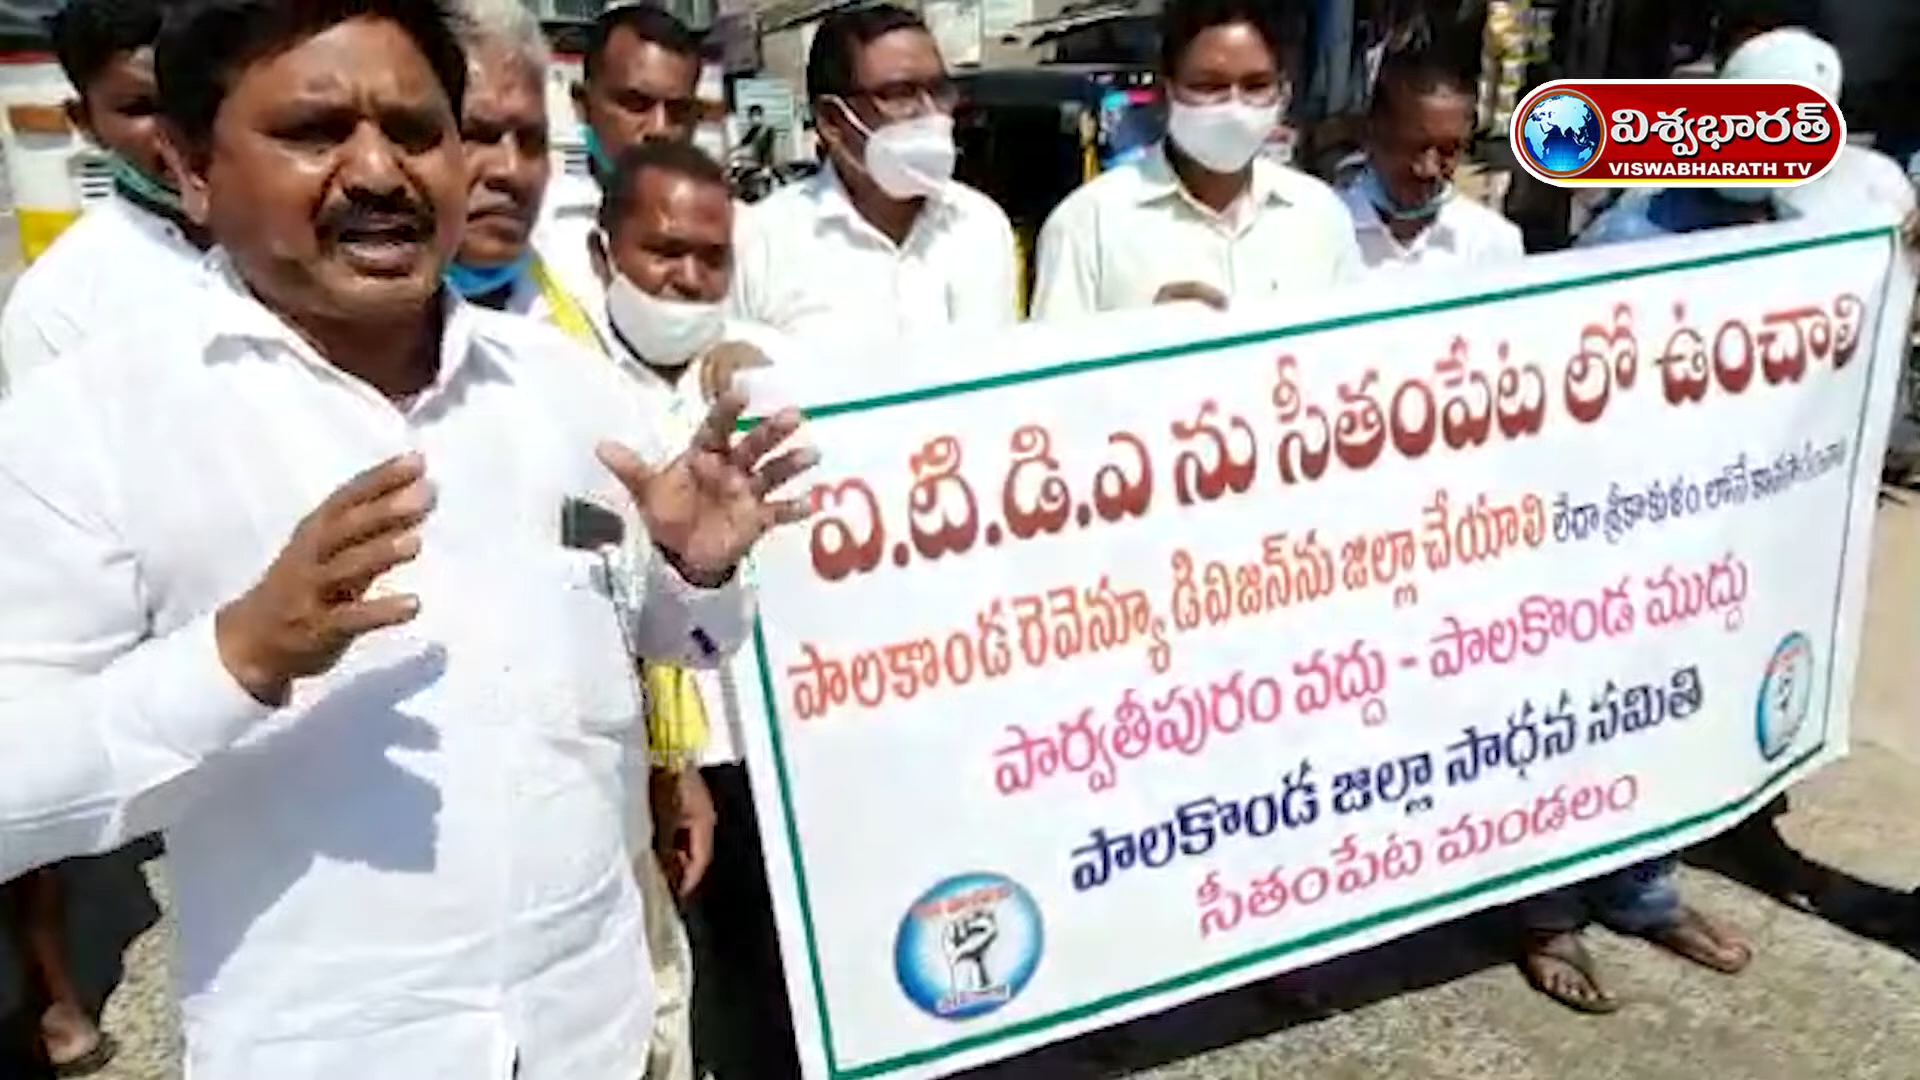 విశ్వభారత్
VISWABHARATH TV
ఐ.టి.డి.ఎ ను సీతంపేట లో ఉంచాలి
పాలకొండ రెవెన్యూ డివిజన్‌ను జిల్లా చేయాలి లేదా శ్రీకాకుళం లోనే
పార్వతీపురం వద్దు - పాలకొండ ముద్దు
పాలకొండ జిల్లా సాధన సమితి
సీతంపేట మండలం